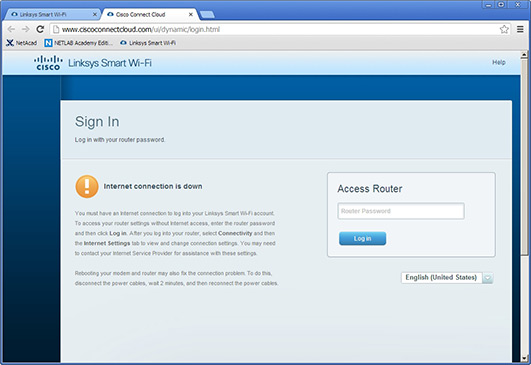 Linksys Smart Wi-Fi
Cisco Connect Cloud
www.ciscoconnectcloud.com/ui/dynamic/login.html
NetAcad
NETLAB Academy Editi...
Linksys Smart Wi-Fi
CISCO
Linksys Smart Wi-Fi
Help
Sign In
Log in with your router password.
Internet connection is down
You must have an Internet connection to log into your Linksys Smart Wi-Fi account.
To access your router settings without Internet access, enter the router password
and then click Log in. After you log into your router, select Connectivity and then
the Internet Settings tab to view and change connection settings. You may need
to contact your Internet Service Provider for assistance with these settings.
Rebooting your modem and router may also fix the connection problem. To do this,
disconnect the power cables, wait 2 minutes, and then reconnect the power cables.
Access Router
Router Password
Log in
English (United States)